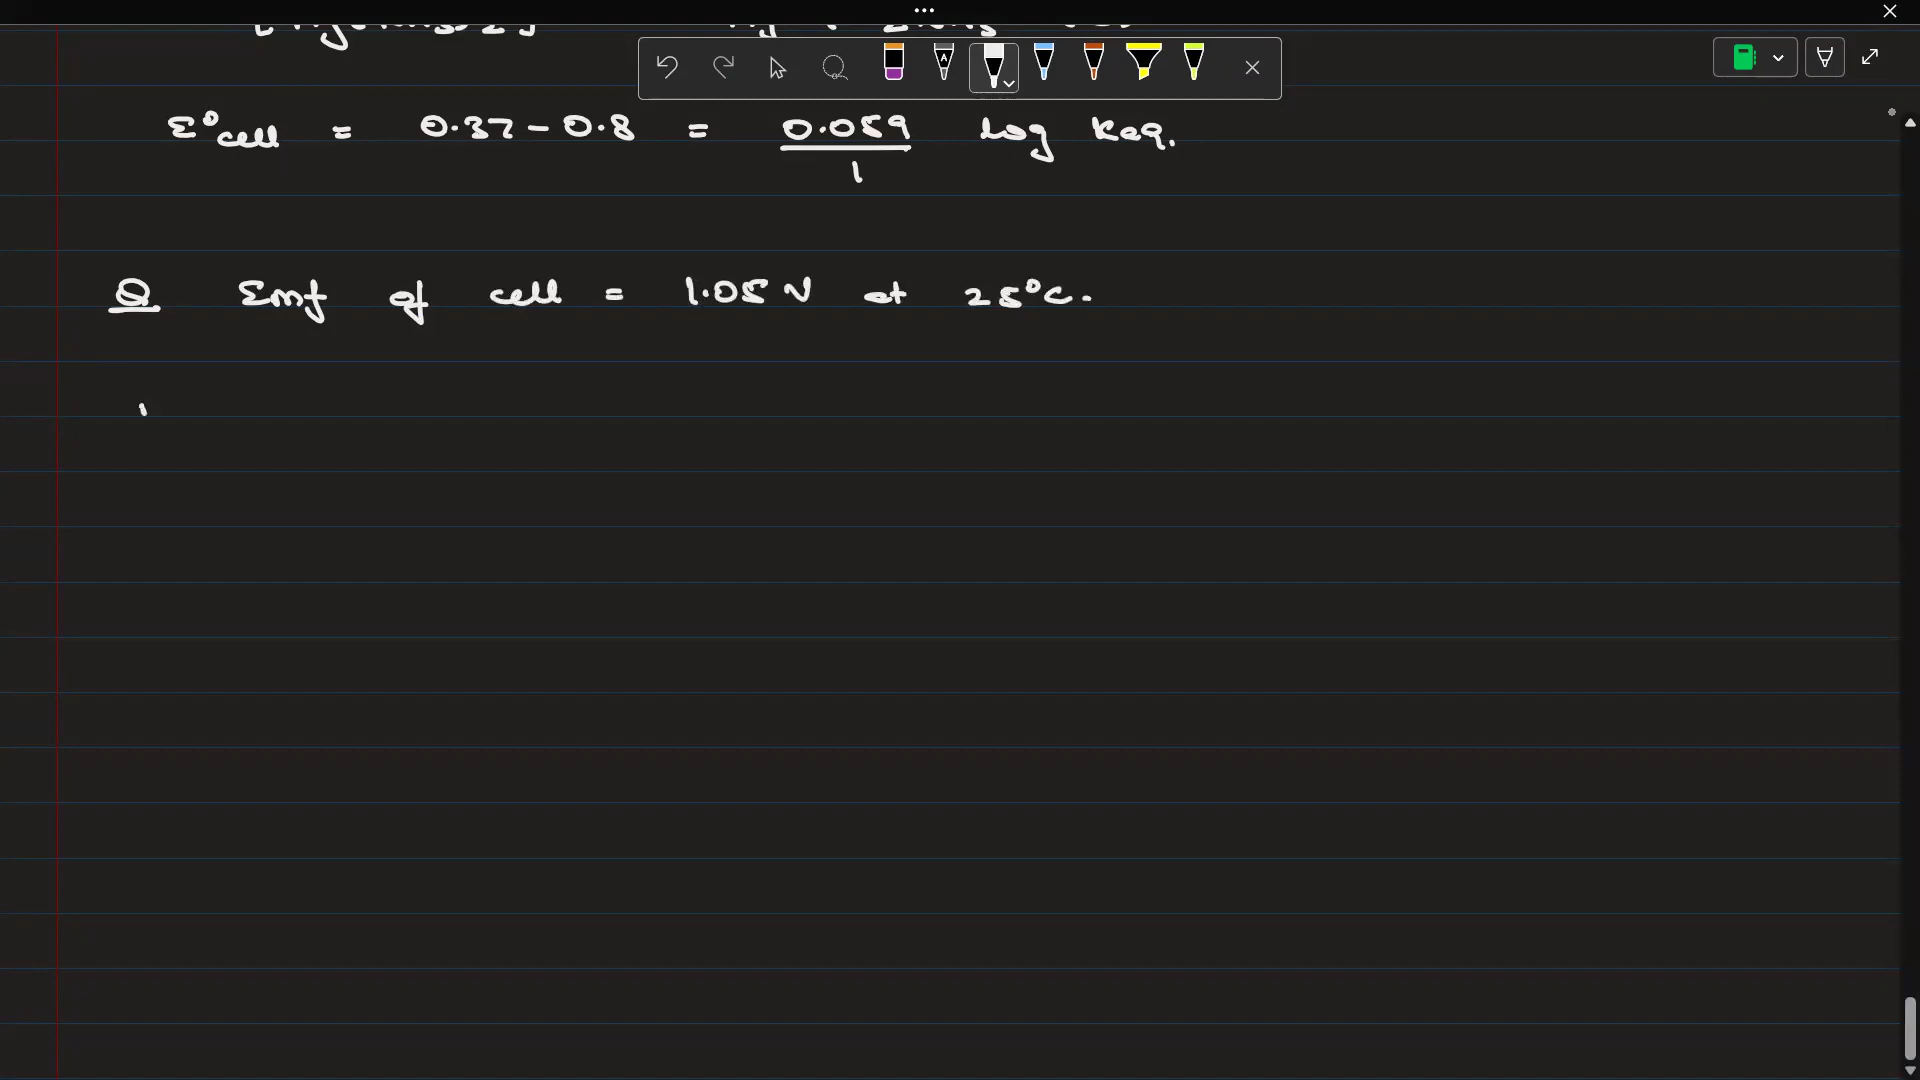 E°cell = 0.37 - 0.8 = 0.059/1 log Keq.
Q Emf of cell = 1.05 V at 25°C.